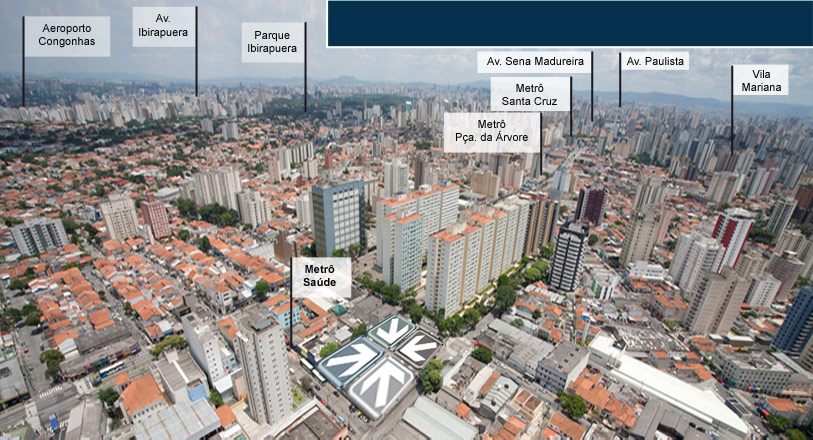 Aeroporto
Congonhas
Av.
Ibirapuera
Parque
Ibirapuera
Av. Sena Madureira
Av. Paulista
Metrô
Santa Cruz
Vila
Mariana
Metrô
Pça. da Árvore
Metrô
Saúde